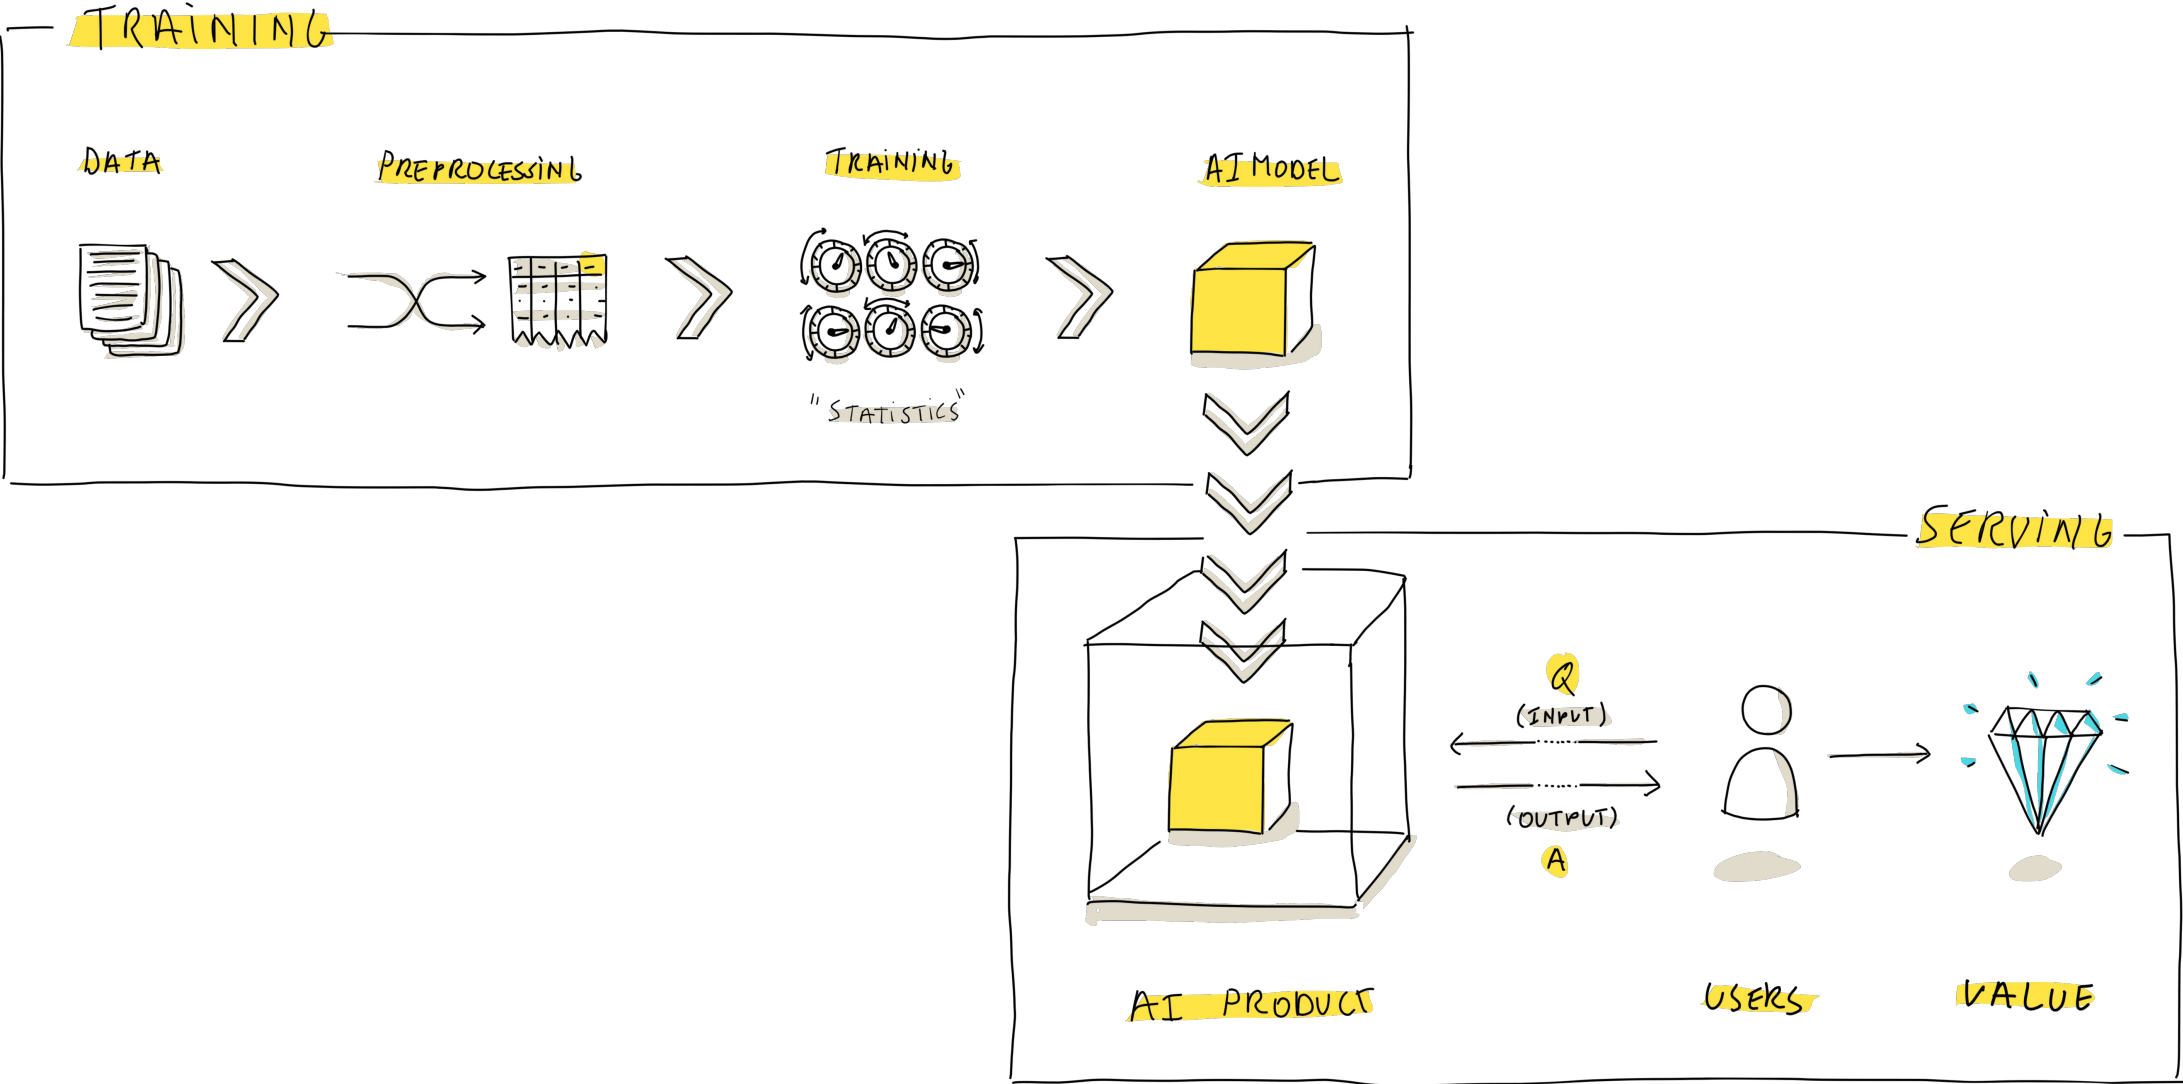 TRAINING
DATA
PREPROCESSING
TRAINING
AI MODEL
"STATISTICS"
SERVING
Q
(INPUT)
(OUTPUT)
A
AI PRODUCT
USERS
VALUE